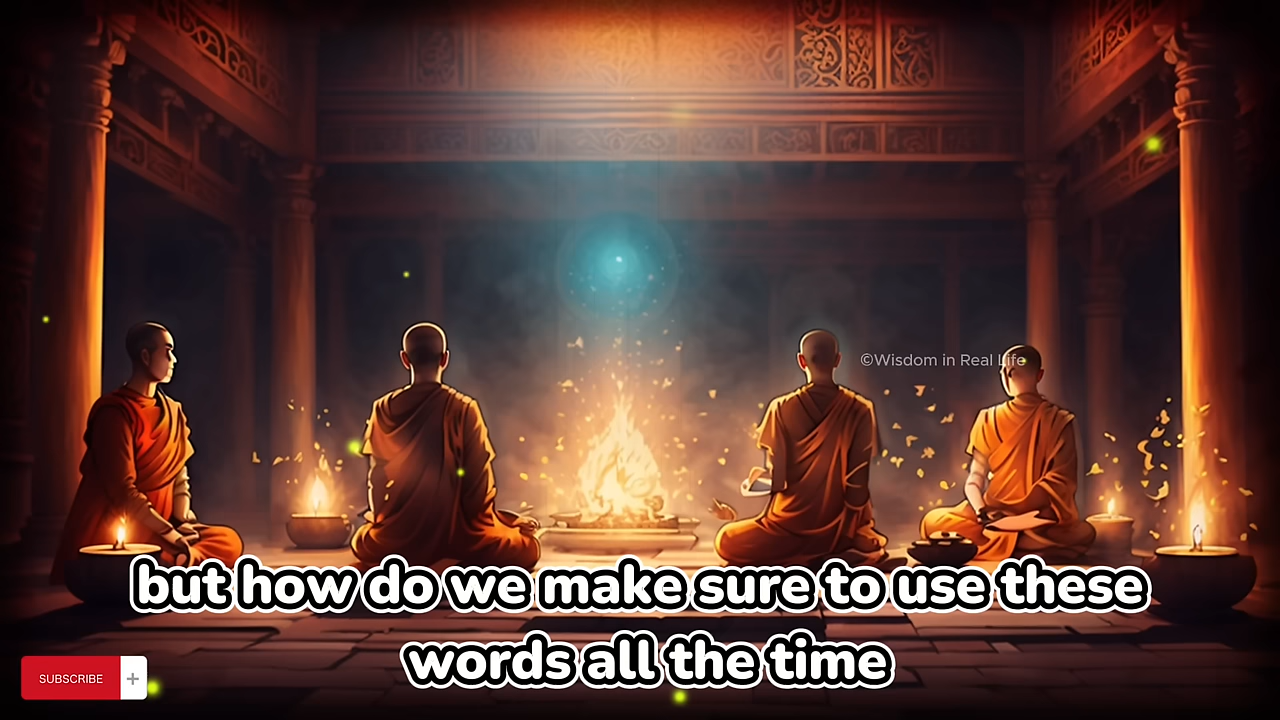 ©Wisdom in Real Life
but how do we make sure to use these
words all the time
SUBSCRIBE +